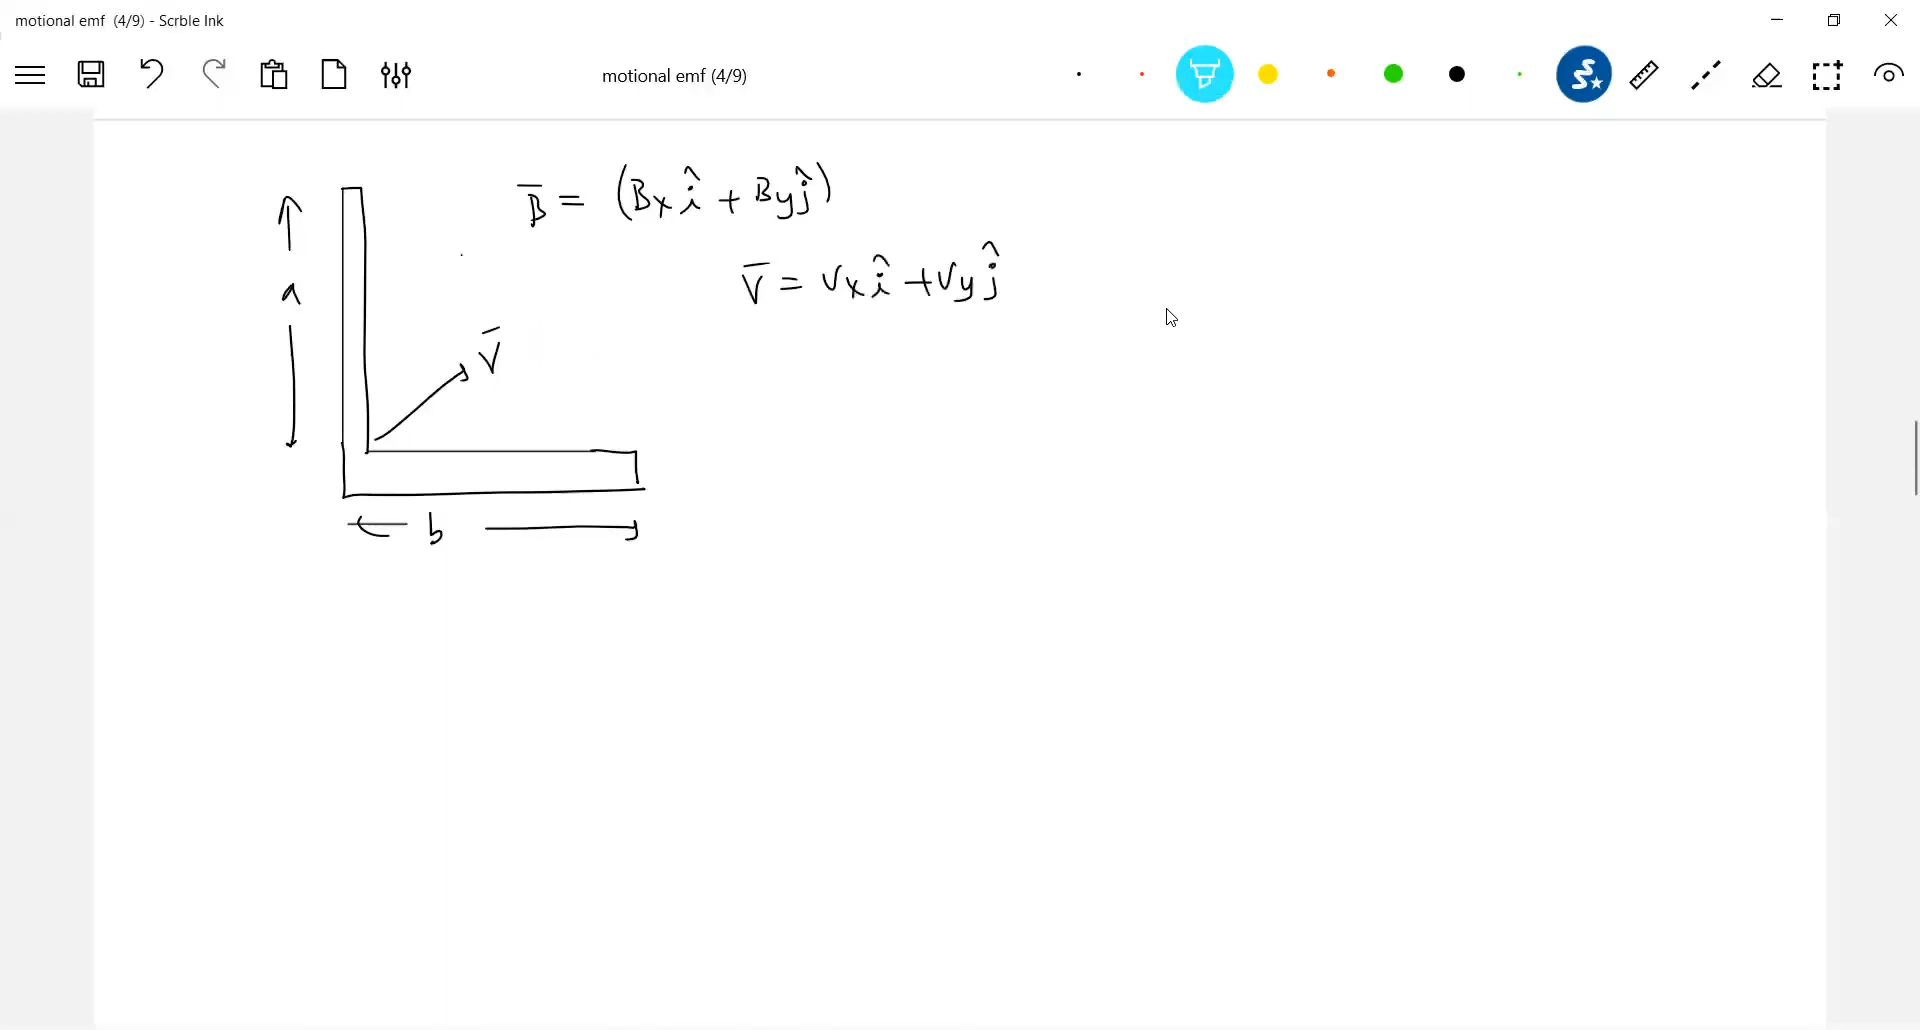 motional emf (4/9) - Scrble Ink
motional emf (4/9)
B̅ = (Bx î + By ĵ)
V̅ = Vx î + Vy ĵ
a
V̅
b